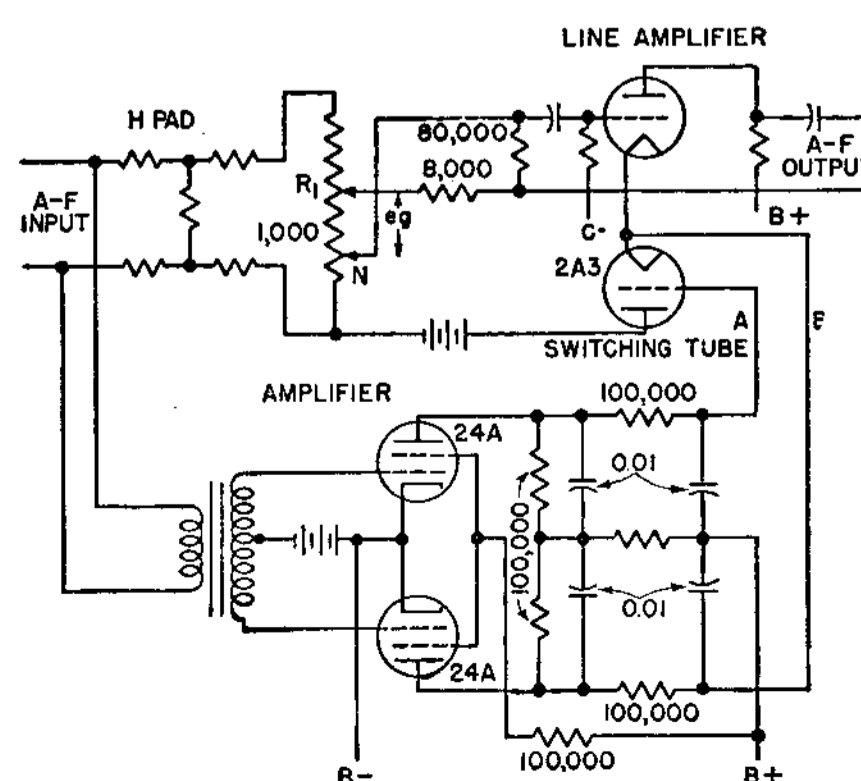 LINE AMPLIFIER
H PAD
80,000
A-F
OUTPUT
8,000
R1
A-F
INPUT
eg
1,000
C-
B+
N
2A3
A
SWITCHING TUBE
AMPLIFIER
100,000
24A
0.01
100,000
0.01
24A
100,000
100,000
B-
B+